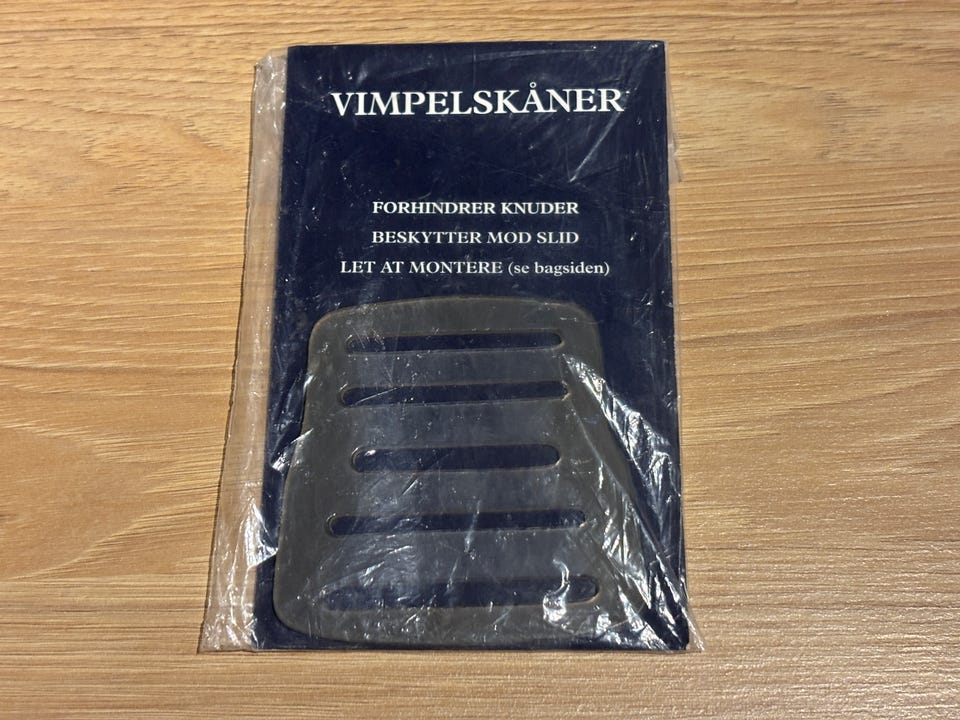 VIMPELSKÅNER
FORHINDRER KNUDER
BESKYTTER MOD SLID
LET AT MONTERE (se bagsiden)